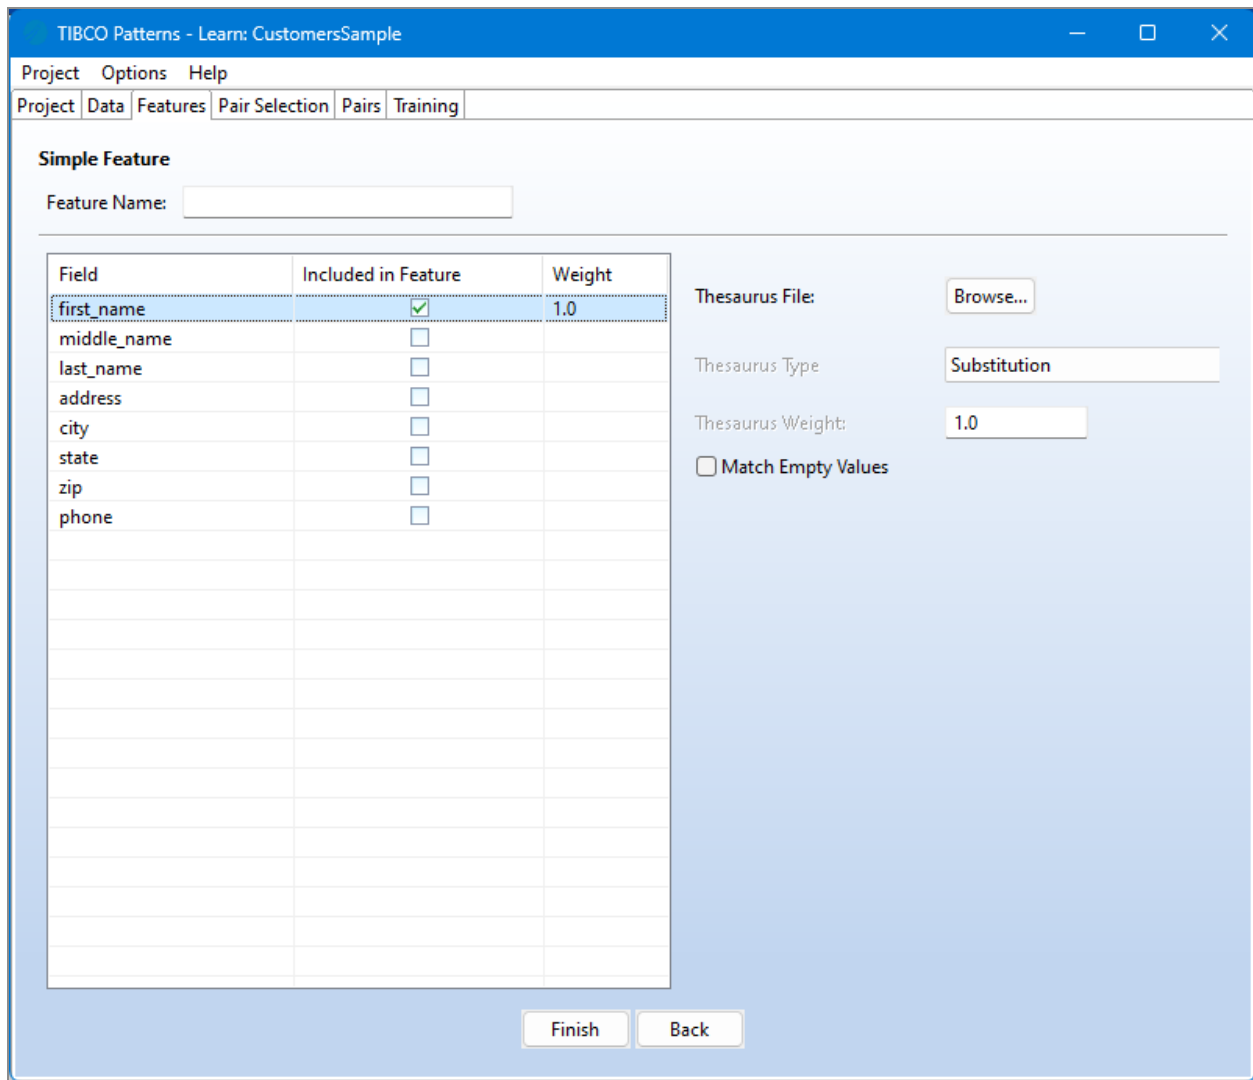 TIBCO Patterns - Learn: CustomersSample
Project Options Help
Project Data Features Pair Selection Pairs Training
Simple Feature
Feature Name:
Field Included in Feature Weight
first_name 1.0
middle_name
last_name
address
city
state
zip
phone
Thesaurus File: Browse...
Thesaurus Type Substitution
Thesaurus Weight: 1.0
Match Empty Values
Finish Back